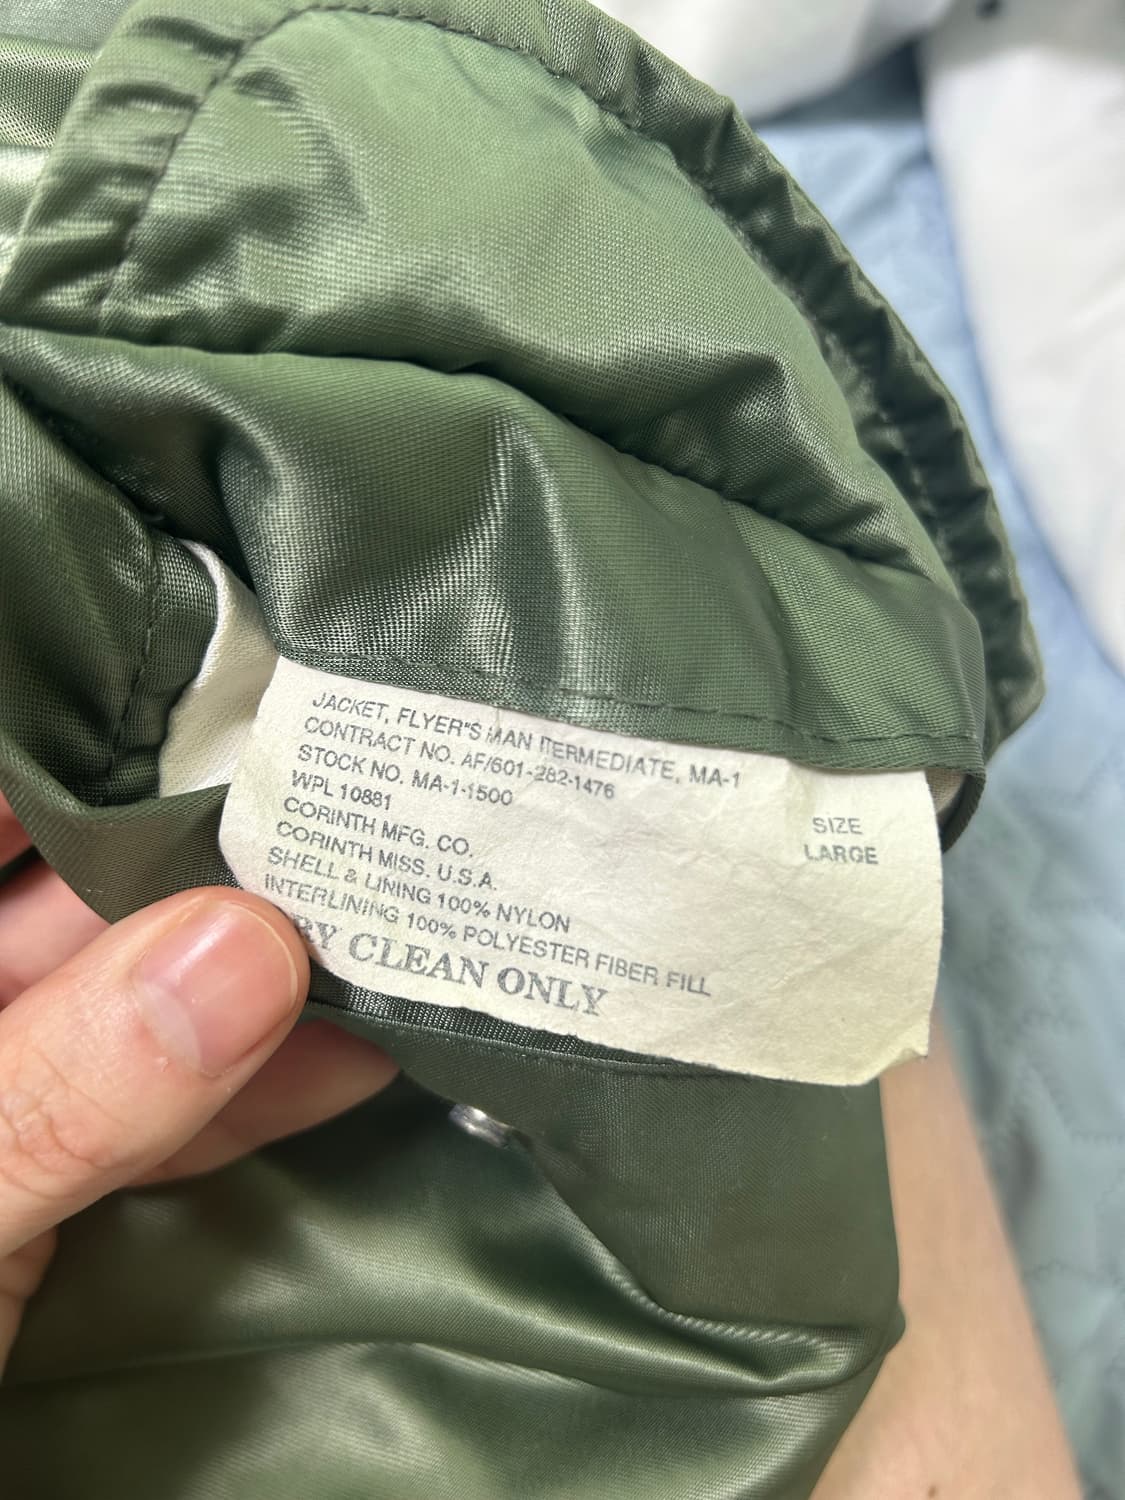 JACKET, FLYER"S MAN ITERMEDIATE, MA-1
CONTRACT NO. AF/601-282-1476
STOCK NO. MA-1-1500
WPL 10881
CORINTH MFG. CO.
CORINTH MISS. U.S.A.
SHELL & LINING 100% NYLON
INTERLINING 100% POLYESTER FIBER FILL
RY CLEAN ONLY
SIZE
LARGE